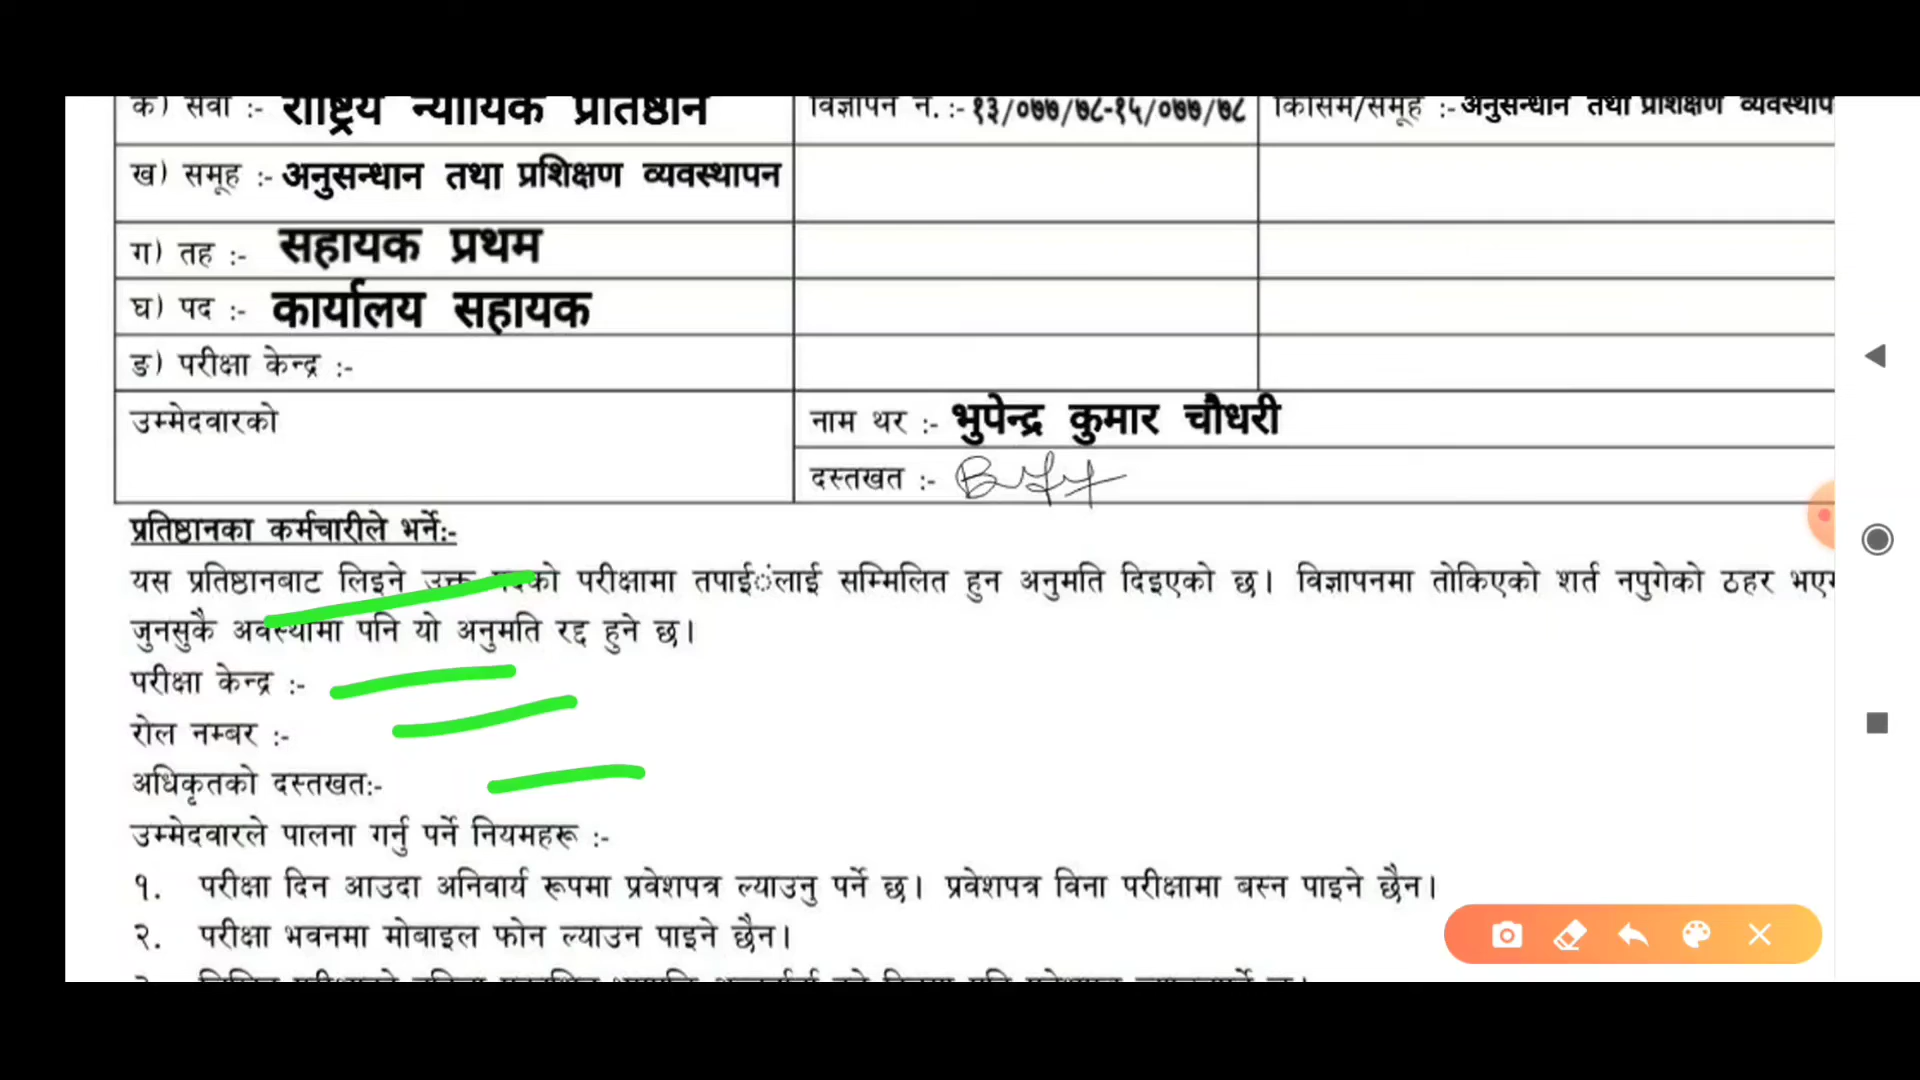 क) सेवा :- राष्ट्रिय न्यायिक प्रतिष्ठान विज्ञापन नं. :- १३/०७७/७८-१५/०७७/७८ किसिम/समूह :- अनुसन्धान तथा प्रशिक्षण व्यवस्थाप
ख) समूह :- अनुसन्धान तथा प्रशिक्षण व्यवस्थापन
ग) तह :- सहायक प्रथम
घ) पद :- कार्यालय सहायक
ङ) परीक्षा केन्द्र :-
उम्मेदवारको नाम थर :- भुपेन्द्र कुमार चौधरी
दस्तखत :-
प्रतिष्ठानका कर्मचारीले भर्ने:-
यस प्रतिष्ठानबाट लिइने उक्त पदको परीक्षामा तपाईंलाई सम्मिलित हुन अनुमति दिइएको छ। विज्ञापनमा तोकिएको शर्त नपुगेको ठहर
जुनसुकै अवस्थामा पनि यो अनुमति रद्द हुने छ।
परीक्षा केन्द्र :-
रोल नम्बर :-
अधिकृतको दस्तखतः-
उम्मेदवारले पालना गर्नु पर्ने नियमहरू :-
१. परीक्षा दिन आउदा अनिवार्य रूपमा प्रवेशपत्र ल्याउनु पर्ने छ। प्रवेशपत्र विना परीक्षामा बस्न पाइने छैन।
२. परीक्षा भवनमा मोबाइल फोन ल्याउन पाइने छैन।